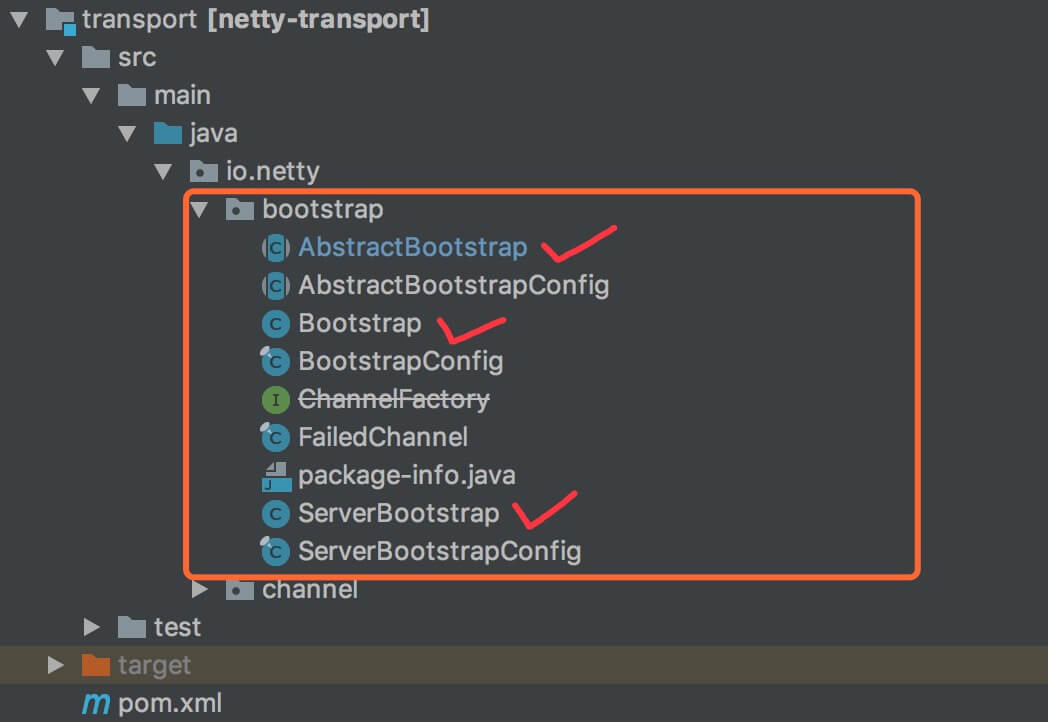 transport [netty-transport]
src
main
java
io.netty
bootstrap
AbstractBootstrap
AbstractBootstrapConfig
Bootstrap
BootstrapConfig
ChannelFactory
FailedChannel
package-info.java
ServerBootstrap
ServerBootstrapConfig
channel
test
target
pom.xml